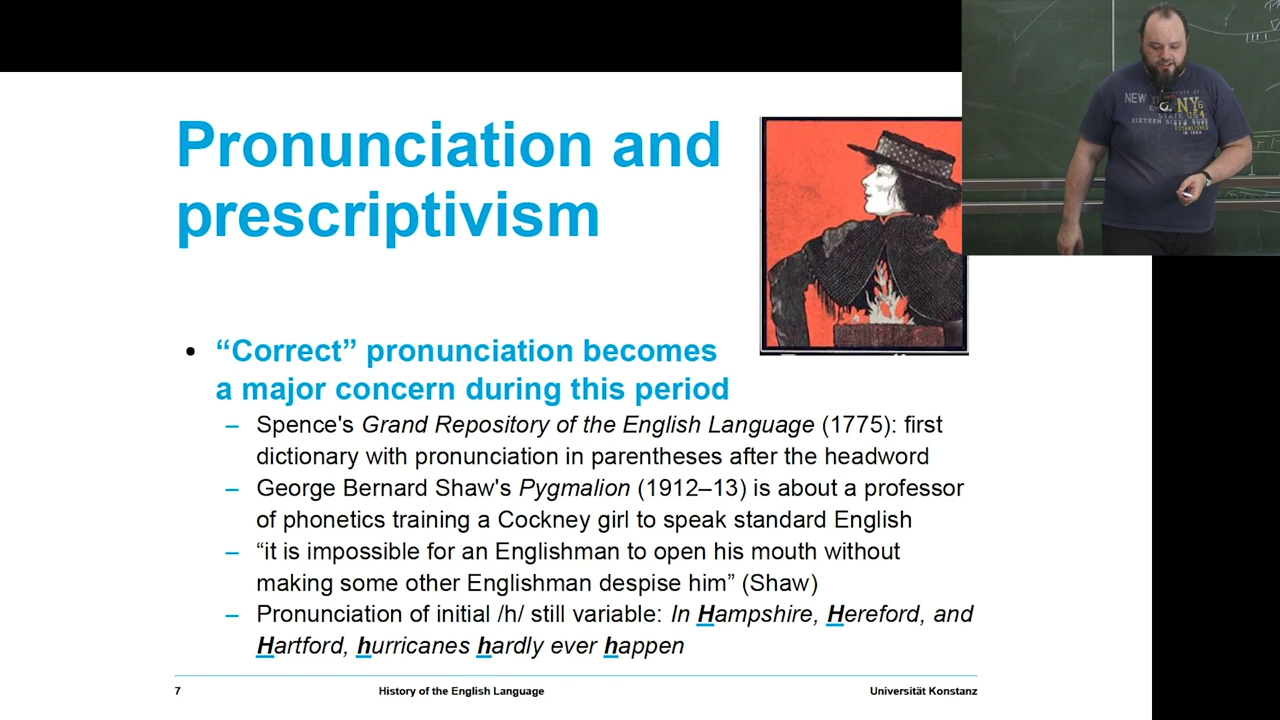 Pronunciation and
prescriptivism
• “Correct” pronunciation becomes
a major concern during this period
– Spence's Grand Repository of the English Language (1775): first
dictionary with pronunciation in parentheses after the headword
– George Bernard Shaw's Pygmalion (1912–13) is about a professor
of phonetics training a Cockney girl to speak standard English
– “it is impossible for an Englishman to open his mouth without
making some other Englishman despise him” (Shaw)
– Pronunciation of initial /h/ still variable: In Hampshire, Hereford, and
Hartford, hurricanes hardly ever happen
7 History of the English Language Universität Konstanz
NEW
NY
STATE
ESTABLISHED